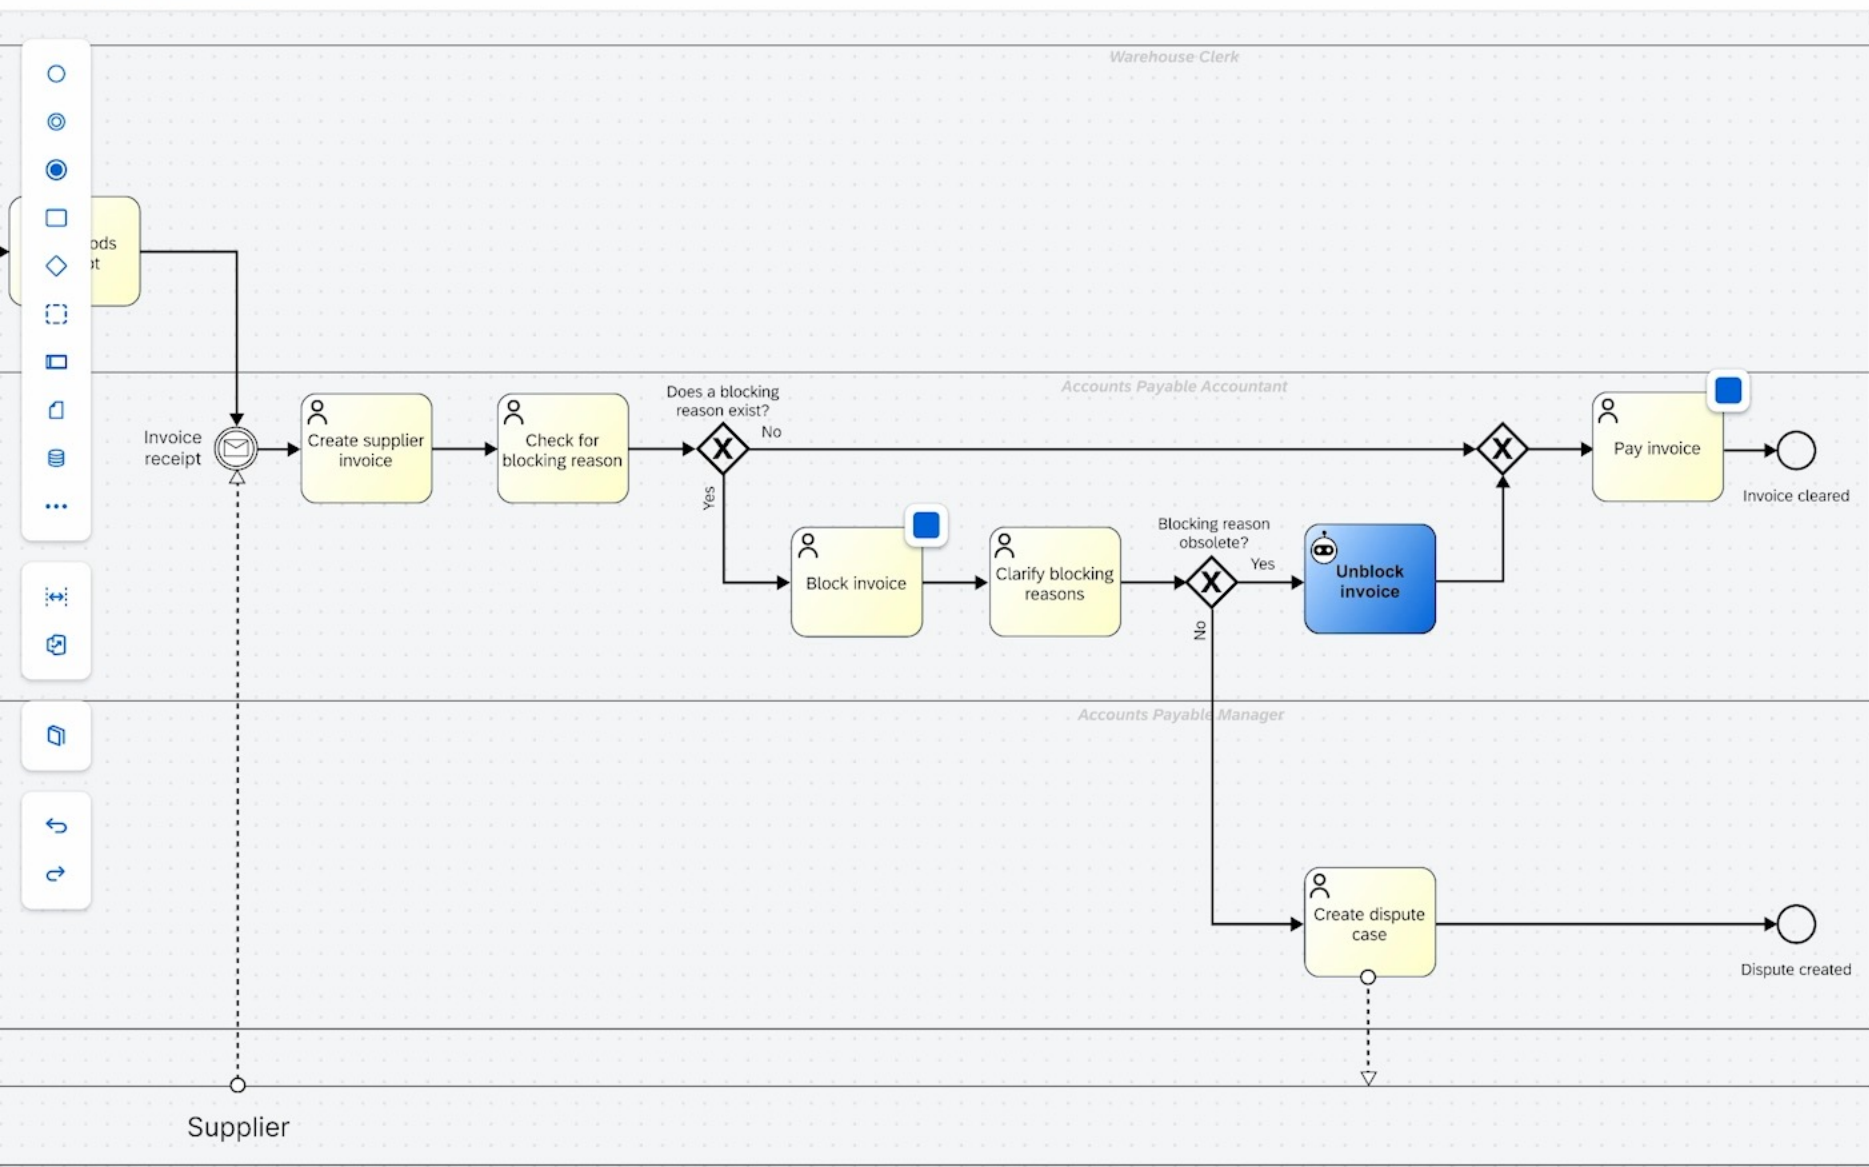 Warehouse Clerk
Accounts Payable Accountant
Does a blocking
reason exist?
No
Yes
Invoice
receipt
Create supplier
invoice
Check for
blocking reason
Pay invoice
Invoice cleared
Block invoice
Clarify blocking
reasons
Blocking reason
obsolete?
Yes
No
Unblock
invoice
Accounts Payable Manager
Create dispute
case
Dispute created
Supplier